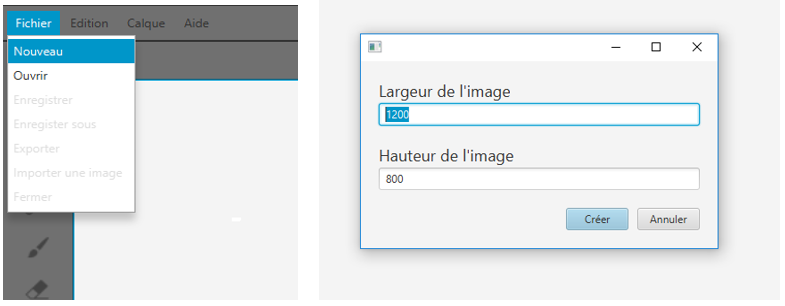 Fichier Edition Calque Aide
Nouveau
Ouvrir
Enregistrer
Enregister sous
Exporter
Importer une image
Fermer
Largeur de l'image
1200
Hauteur de l'image
800
Créer Annuler